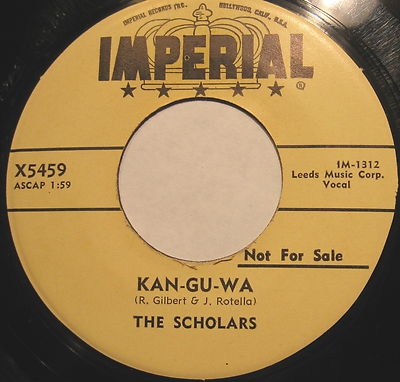 IMPERIAL RECORDS INC. HOLLYWOOD, CALIF., U.S.A.
IMPERIAL
®
X5459
ASCAP 1:59
IM-1312
Leeds Music Corp.
Vocal
Not For Sale
KAN-GU-WA
(R. Gilbert & J. Rotella)
THE SCHOLARS